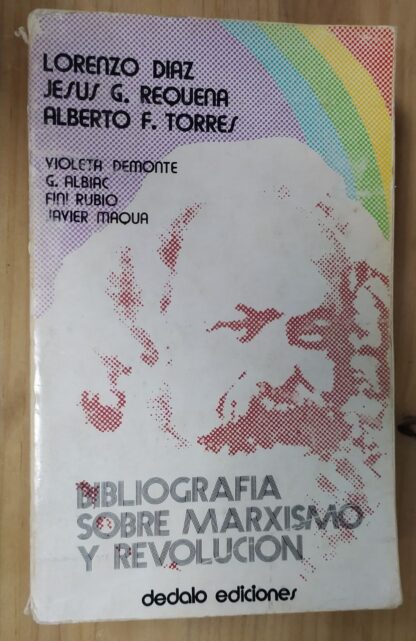 LORENZO DIAZ
JESUS G. REQUENA
ALBERTO F. TORRES
VIOLETA DEMONTE
G. ALBIAC
FINI RUBIO
JAVIER MAQUA
BIBLIOGRAFIA
SOBRE MARXISMO
Y REVOLUCION
dedalo ediciones